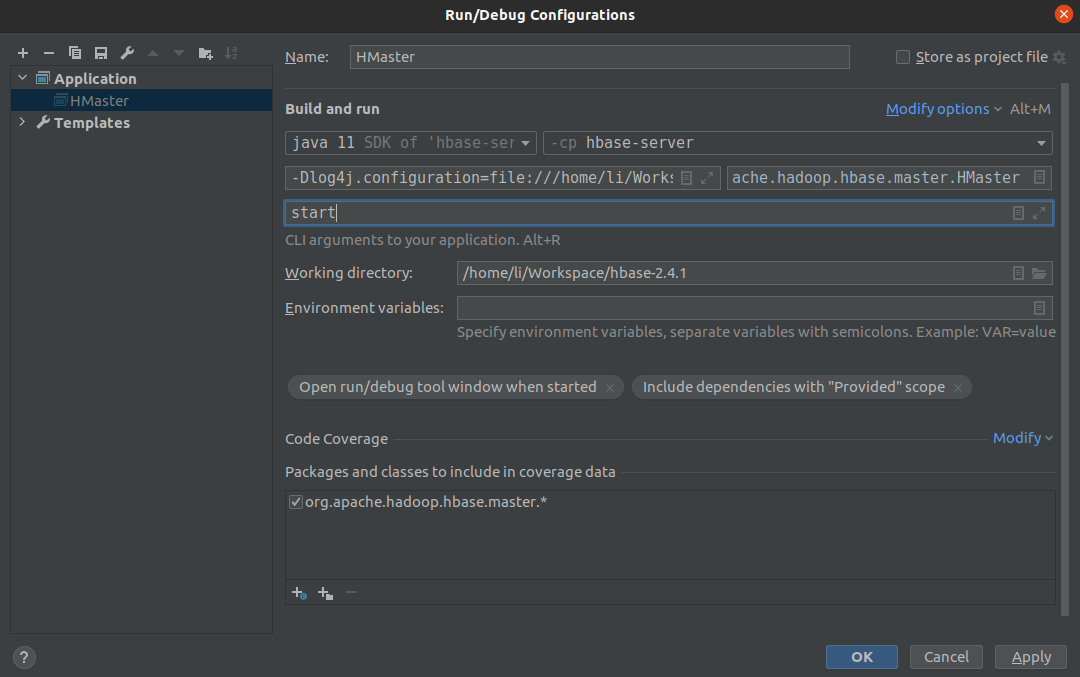 Run/Debug Configurations
Name: HMaster Store as project file
Application
HMaster
Templates
Build and run Modify options Alt+M
java 11 SDK of 'hbase-ser -cp hbase-server
-Dlog4j.configuration=file:///home/li/Works ache.hadoop.hbase.master.HMaster
start
CLI arguments to your application. Alt+R
Working directory: /home/li/Workspace/hbase-2.4.1
Environment variables:
Specify environment variables, separate variables with semicolons. Example: VAR=value
Open run/debug tool window when started Include dependencies with "Provided" scope
Code Coverage Modify
Packages and classes to include in coverage data
org.apache.hadoop.hbase.master.*
? OK Cancel Apply